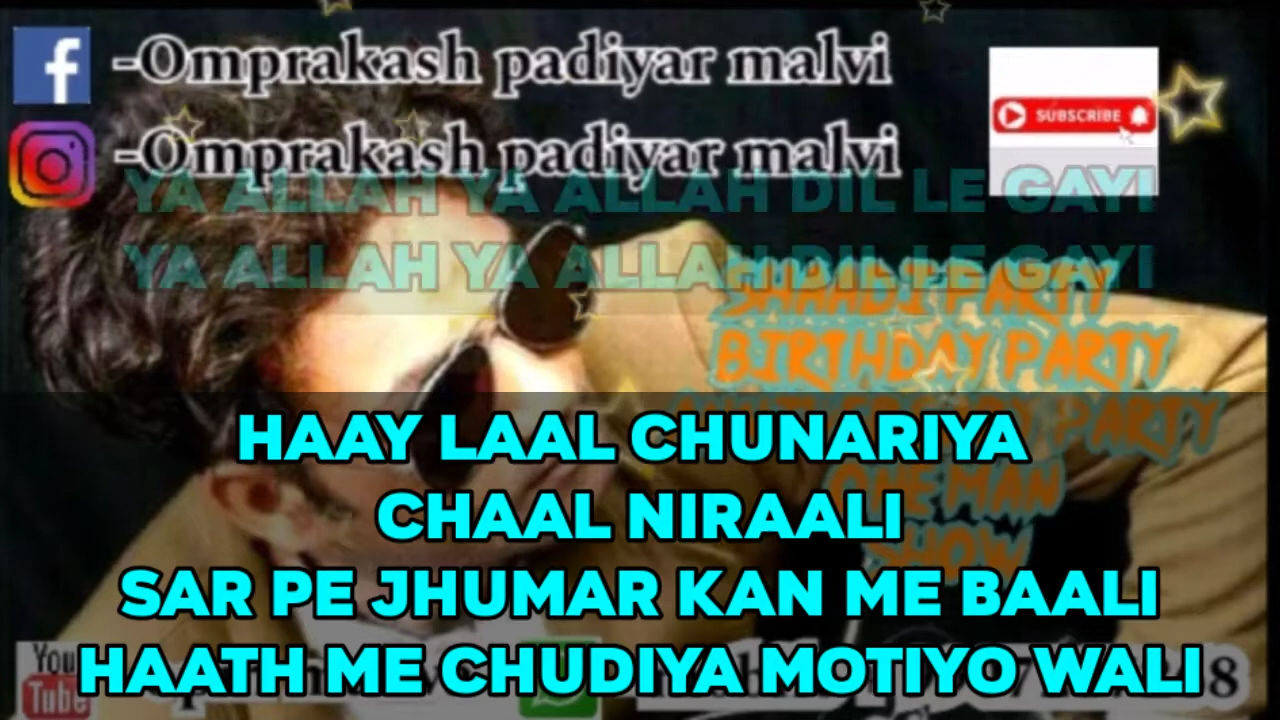 -Omprakash padiyar malvi
SUBSCRIBE
-Omprakash padiyar malvi
YA ALLAH YA ALLAH DIL LE GAYI
YA ALLAH YA ALLAH DIL LE GAYI
SHAADI PARTY
BIRTHDAY PARTY
PARTY
ONE MAN
SHOW
HAAY LAAL CHUNARIYA
CHAAL NIRAALI
SAR PE JHUMAR KAN ME BAALI
HAATH ME CHUDIYA MOTIYO WALI
You
Tube